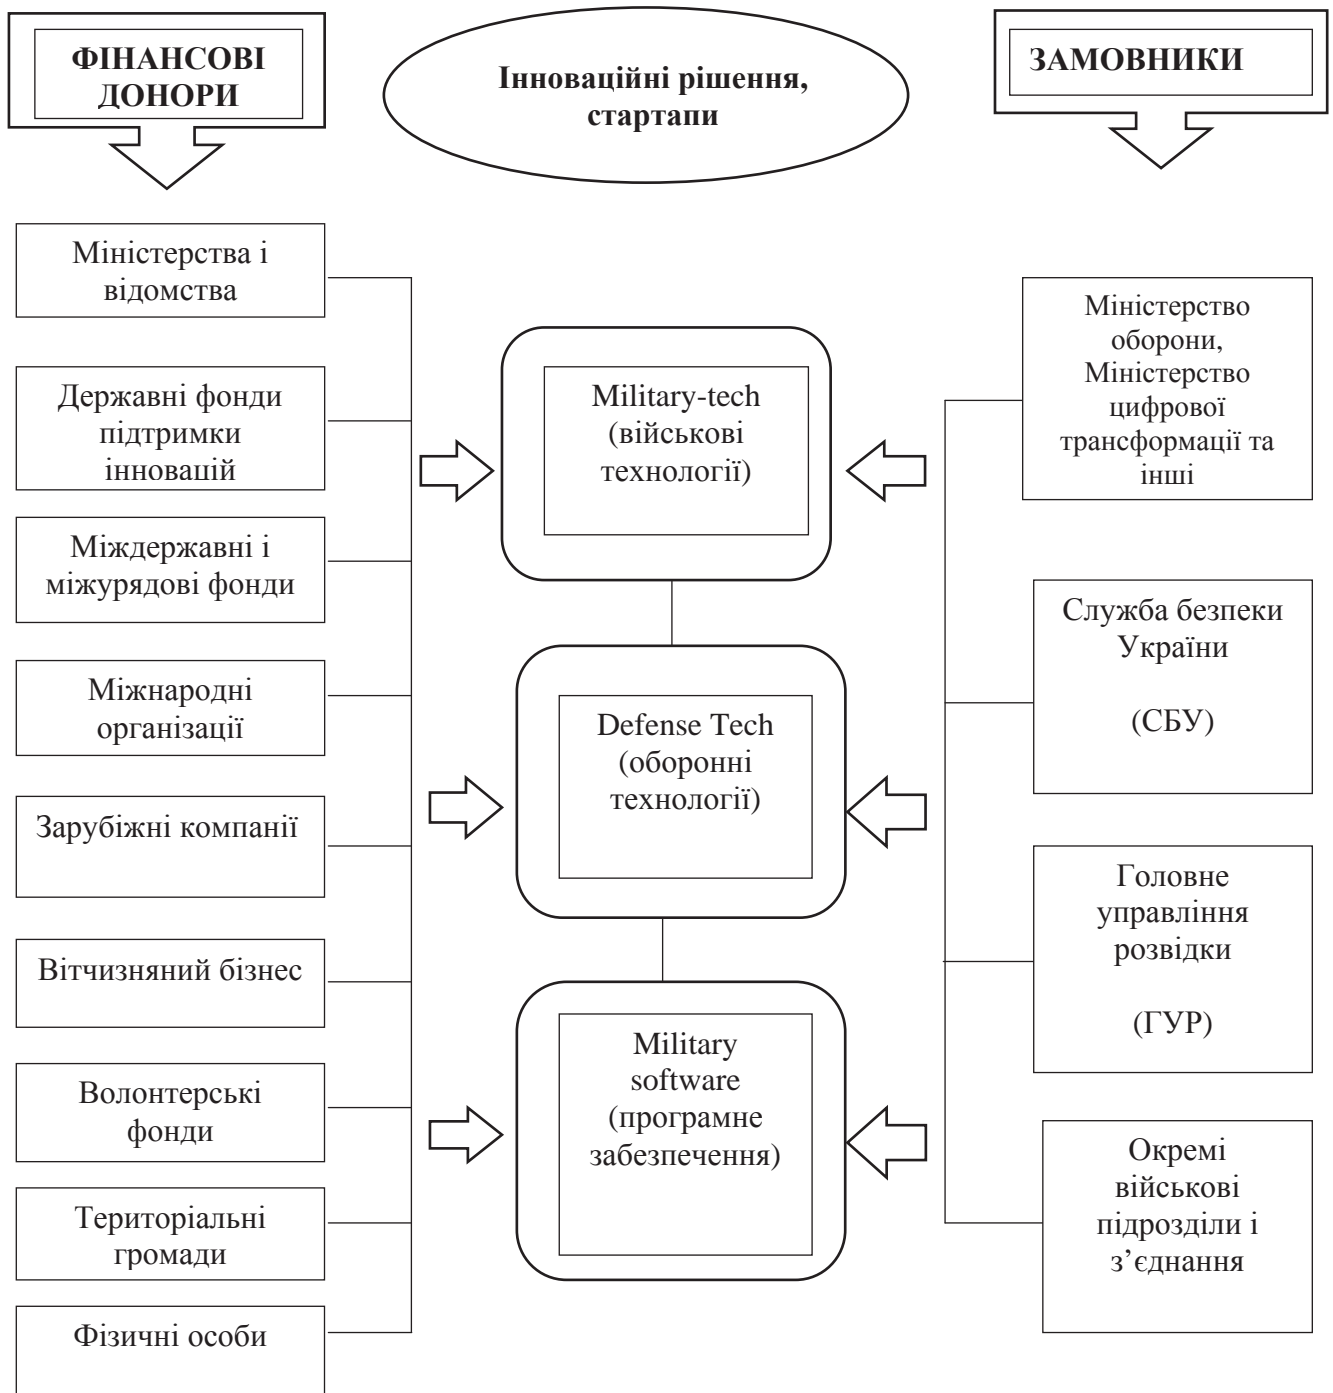 ФІНАНСОВІ
ДОНОРИ
Інноваційні рішення,
стартапи
ЗАМОВНИКИ
Міністерства і
відомства
Державні фонди
підтримки
інновашій
Міждержавні і
міжурядові фонди
Міжнародні
організації
Зарубіжні компанії
Вітчизняний бізнес
Волонтерські
фонди
Територіальні
громади
Фізичні особи
Military-tech
(військові
технології)
Defense Tech
(оборонні
технології)
Military
software
(програмне
забезпечення)
Міністерство
оборони,
Міністерство
цифрової
трансформації та
інші
Служба безпеки
України
(СБУ)
Головне
управління
розвідки
(ГУР)
Окремі
військові
підрозділи і
з’єднання